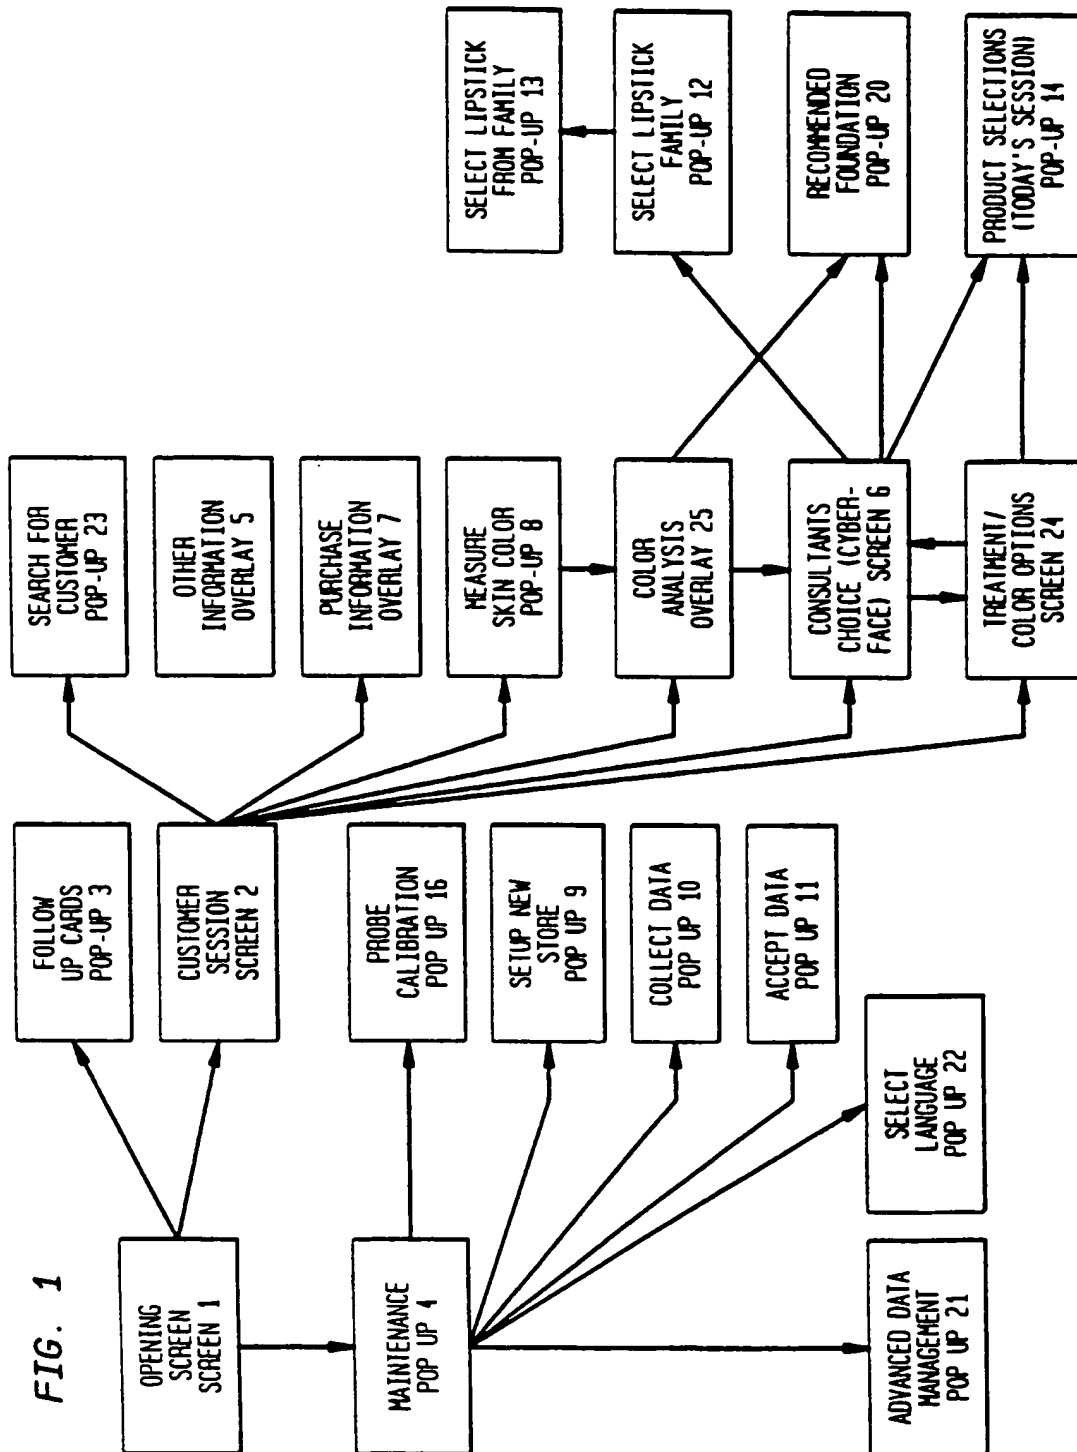 FIG. 1
OPENING
SCREEN
SCREEN 1
MAINTENANCE
POP UP 4
ADVANCED DATA
MANAGEMENT
POP UP 21
FOLLOW
UP CARDS
POP-UP 3
CUSTOMER
SESSION
SCREEN 2
PROBE
CALIBRATION
POP UP 16
SETUP NEW
STORE
POP UP 9
COLLECT DATA
POP UP 10
ACCEPT DATA
POP UP 11
SELECT
LANGUAGE
POP UP 22
SEARCH FOR
CUSTOMER
POP-UP 23
OTHER
INFORMATION
OVERLAY 5
PURCHASE
INFORMATION
OVERLAY 7
MEASURE
SKIN COLOR
POP-UP 8
COLOR
ANALYSIS
OVERLAY 25
CONSULTANTS
CHOICE (CYBER-
FACE) SCREEN 6
TREATMENT/
COLOR OPTIONS
SCREEN 24
SELECT LIPSTICK
FROM FAMILY
POP-UP 13
SELECT LIPSTICK
FAMILY
POP-UP 12
RECOMMENDED
FOUNDATION
POP-UP 20
PRODUCT SELECTIONS
(TODAY'S SESSION)
POP-UP 14